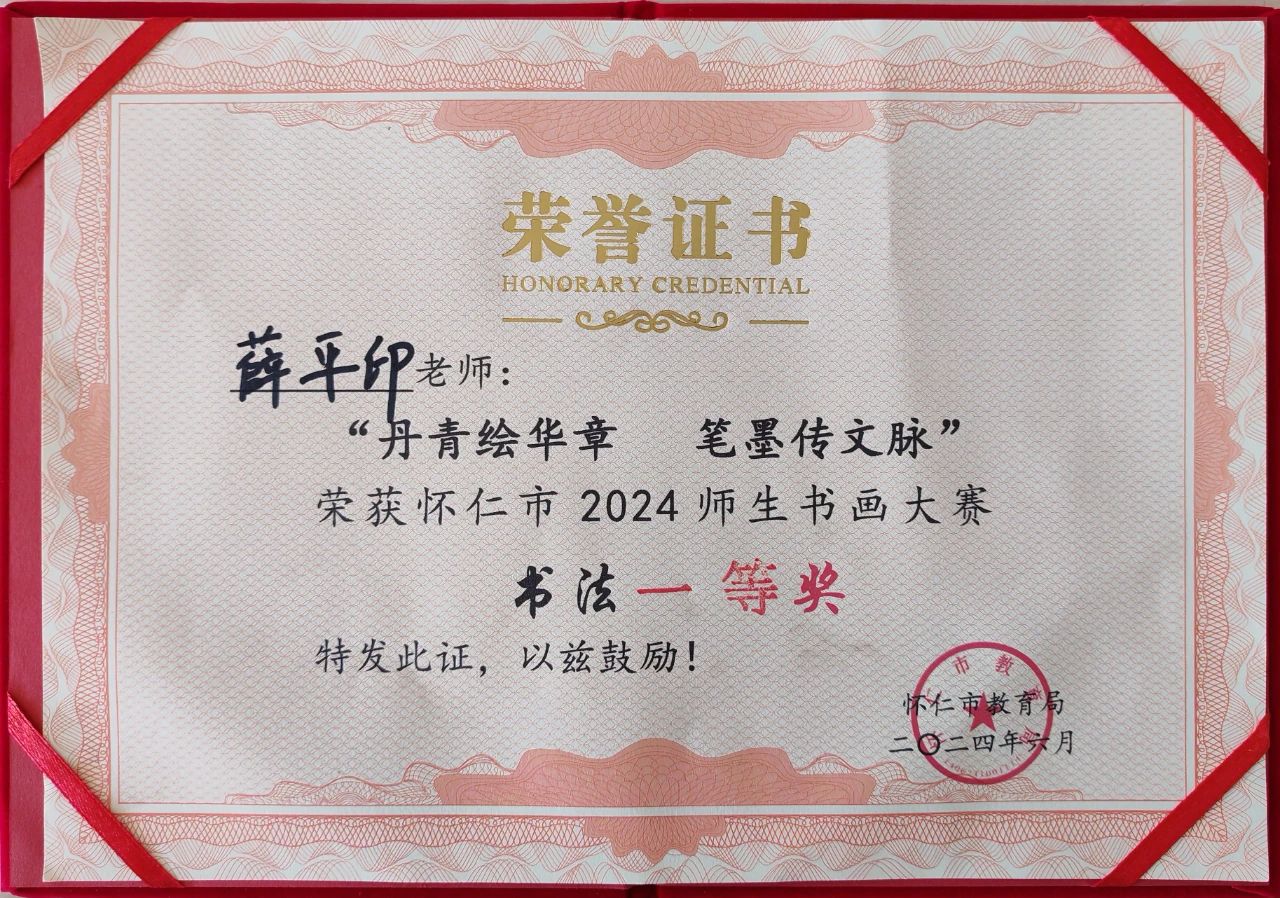 荣誉证书
HONORARY CREDENTIAL
薛平印老师：
“丹青绘华章 笔墨传文脉”
荣获怀仁市2024师生书画大赛
书法一等奖
特发此证，以兹鼓励！
怀仁市教育局
二〇二四年六月